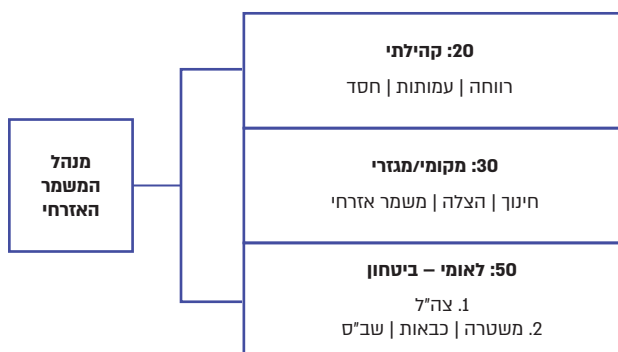 20: קהילתי
רווחה | עמותות | חסד
מנהל
המשמר
האזרחי
30: מקומי/מגזרי
חינוך | הצלה | משמר אזרחי
50: לאומי – ביטחון
1. צה"ל
2. משטרה | כבאות | שב"ס